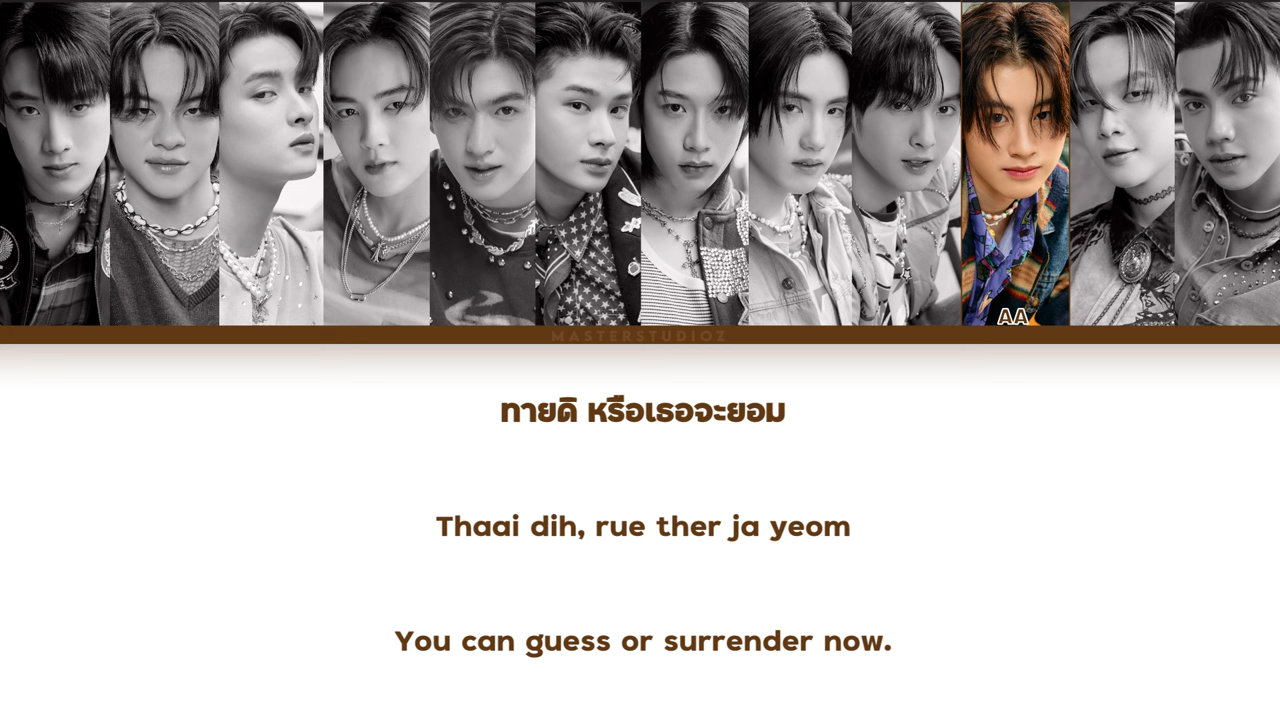 AA
MASTERSTUDIOZ
ทายดิ หรือเธอจะยอม
Thaai dih, rue ther ja yeom
You can guess or surrender now.